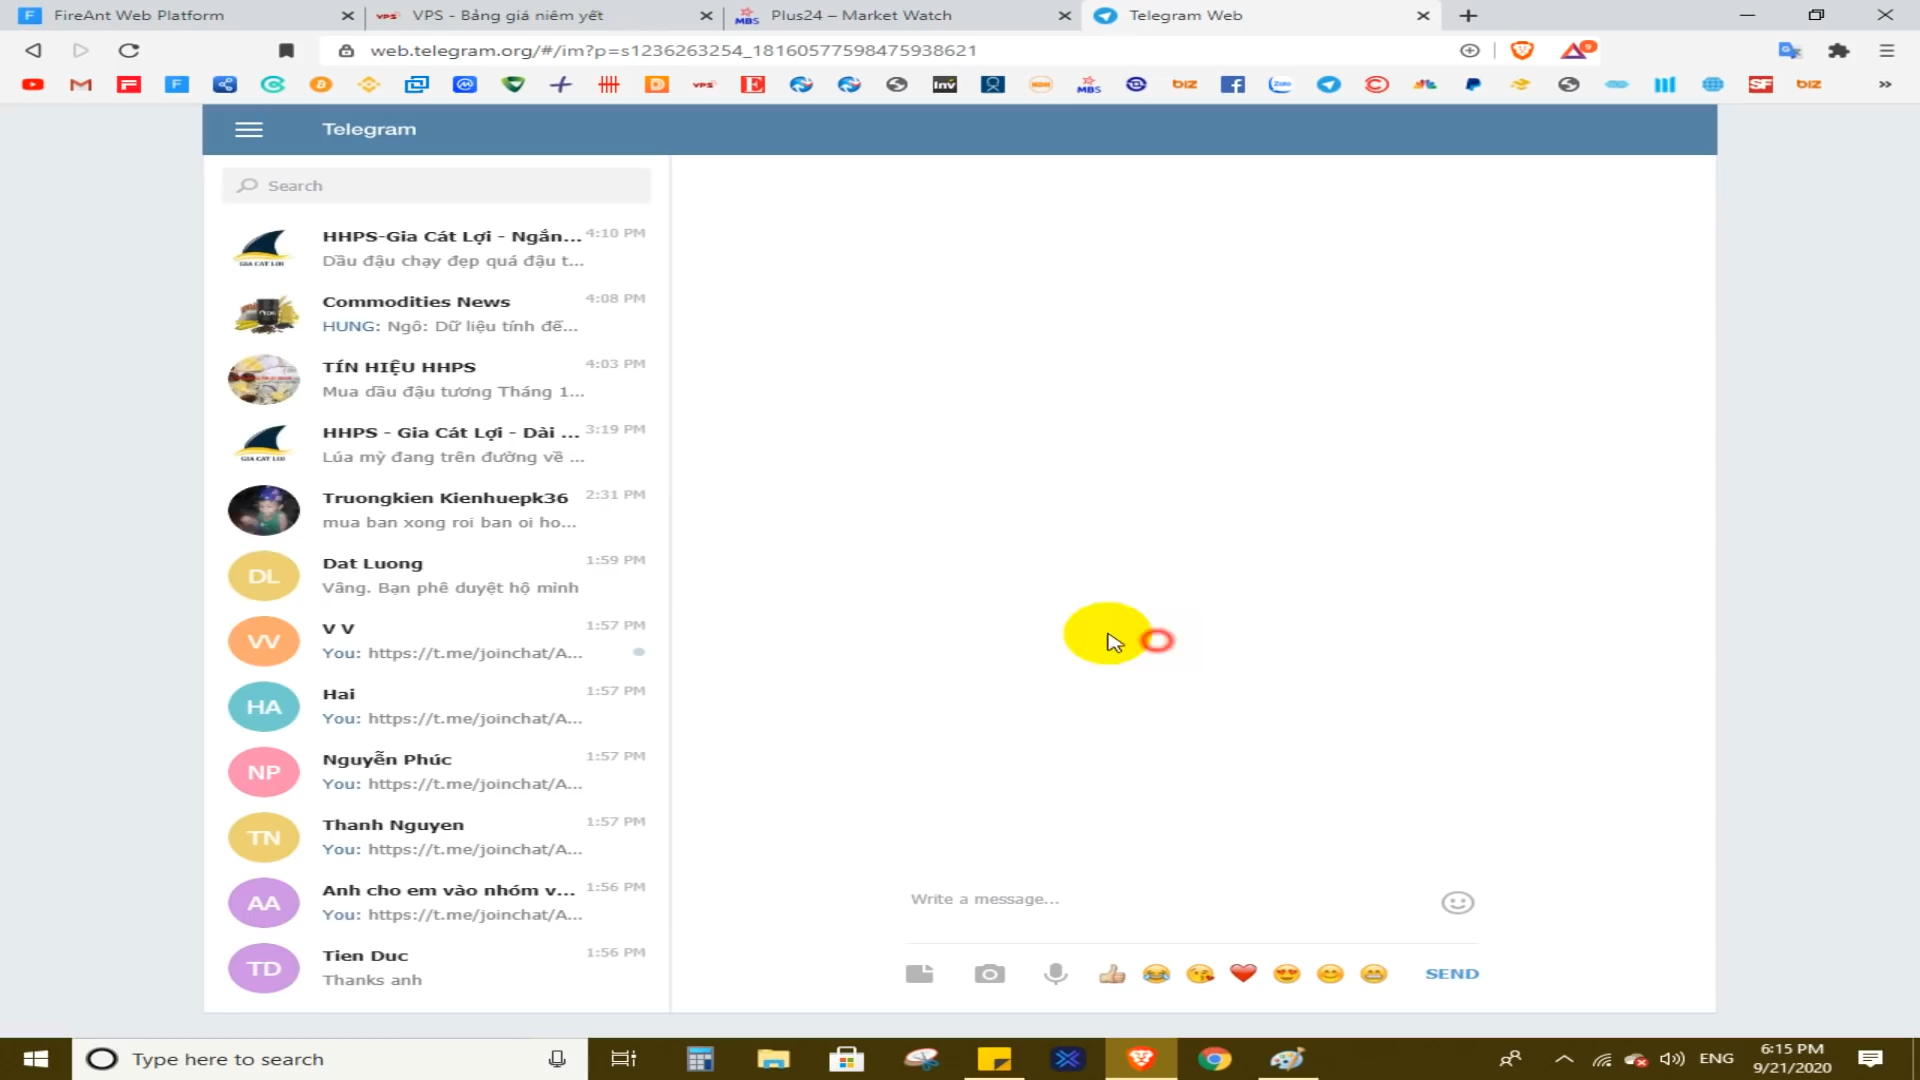 FireAnt Web Platform
VPS - Bảng giá niêm yết
Plus24 – Market Watch
Telegram Web
web.telegram.org/#/im?p=s1236263254_18160577598475938621
Telegram
Search
HHPS-Gia Cát Lợi - Ngắn... 4:10 PM
Dầu đậu chạy đẹp quá đậu t...
Commodities News 4:08 PM
HUNG: Ngô: Dữ liệu tính đế...
TÍN HIỆU HHPS 4:03 PM
Mua dầu đậu tương Tháng 1...
HHPS - Gia Cát Lợi - Dài ... 3:19 PM
Lúa mỳ đang trên đường về ...
Truongkien Kienhuepk36 2:31 PM
mua ban xong roi ban oi ho...
DL
Dat Luong 1:59 PM
Vâng. Bạn phê duyệt hộ mình
VV
V V 1:57 PM
You: https://t.me/joinchat/A...
HA
Hai 1:57 PM
You: https://t.me/joinchat/A...
NP
Nguyễn Phúc 1:57 PM
You: https://t.me/joinchat/A...
TN
Thanh Nguyen 1:57 PM
You: https://t.me/joinchat/A...
AA
Anh cho em vào nhóm v... 1:56 PM
You: https://t.me/joinchat/A...
TD
Tien Duc 1:56 PM
Thanks anh
Write a message...
SEND
Type here to search
ENG
6:15 PM
9/21/2020